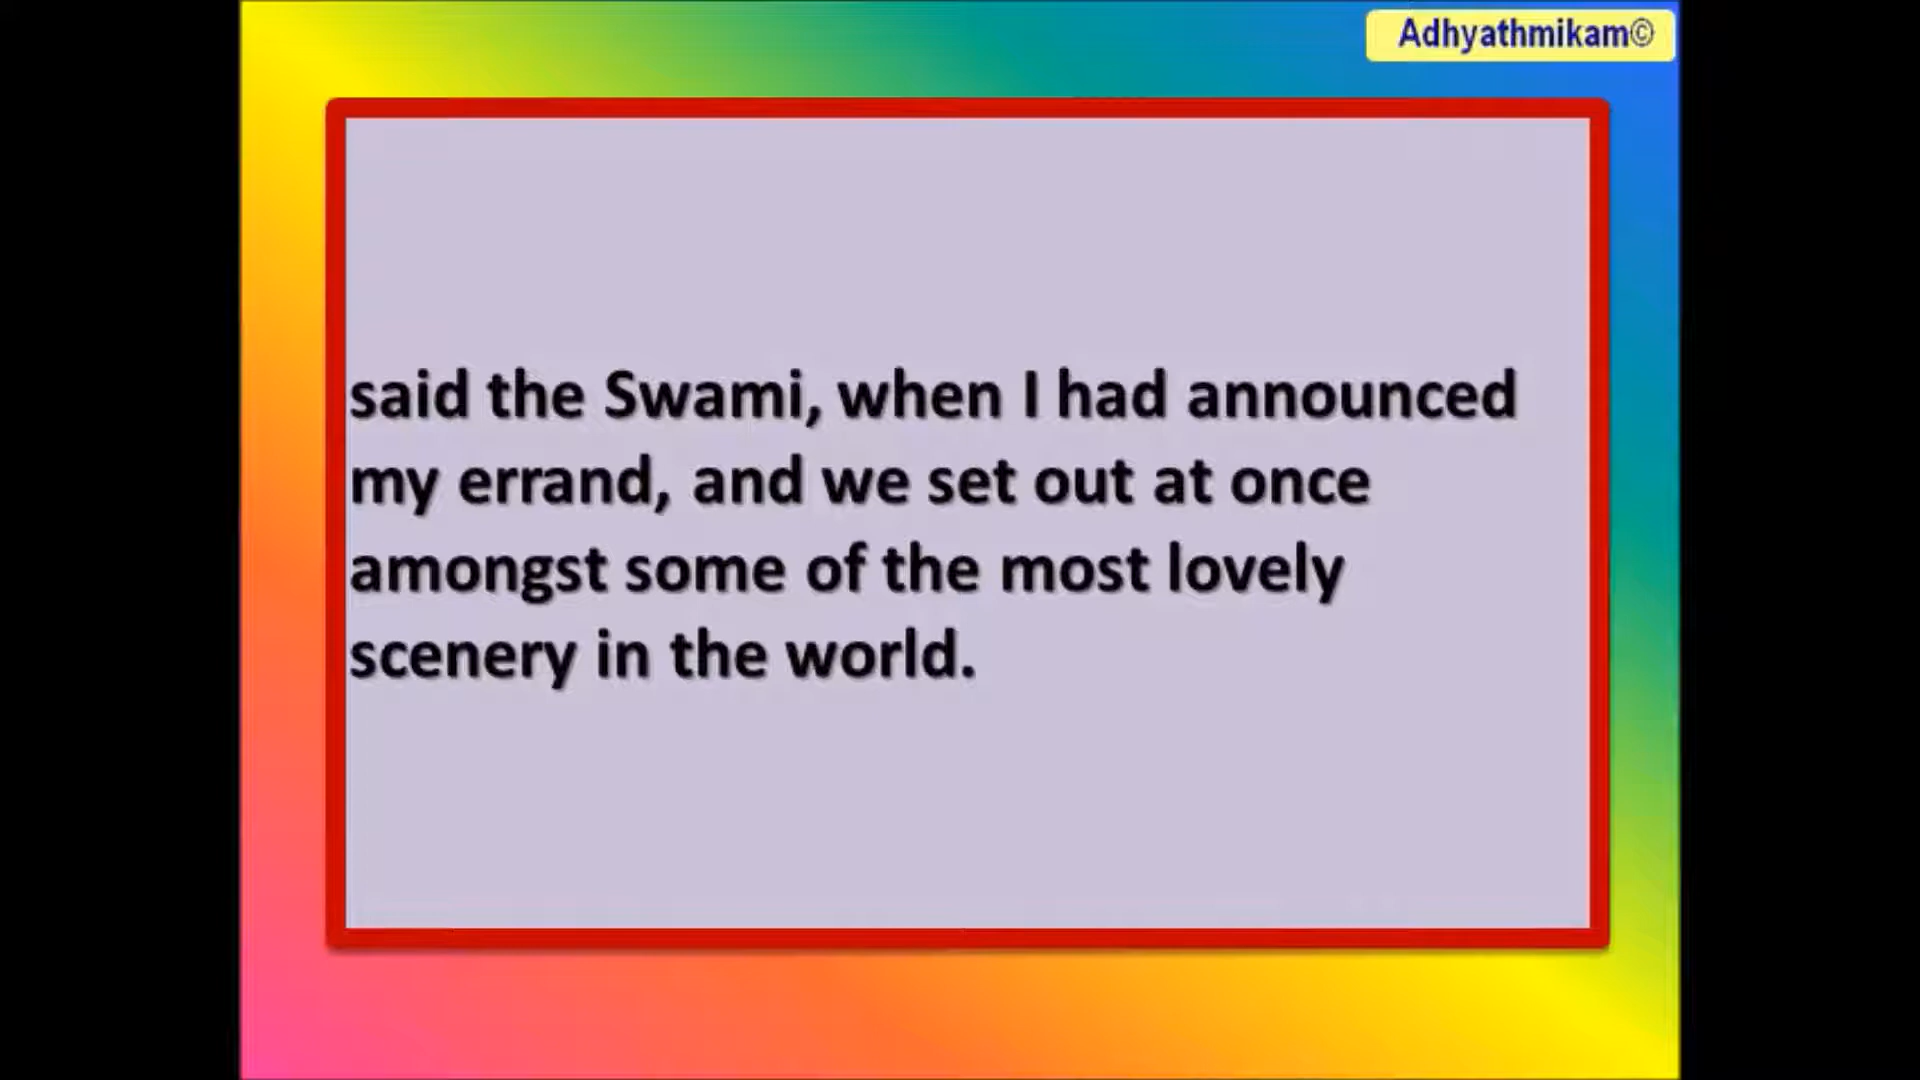 Adhyathmikam©
said the Swami, when I had announced
my errand, and we set out at once
amongst some of the most lovely
scenery in the world.